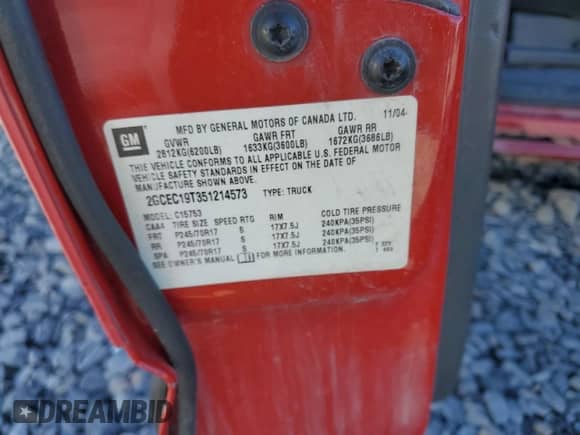 GM
MFD BY GENERAL MOTORS OF CANADA LTD. 11/04
GVWR GAWR FRT GAWR RR
2812KG(6200LB) 1633KG(3600LB) 1672KG(3686LB)
THIS VEHICLE CONFORMS TO ALL APPLICABLE U.S. FEDERAL MOTOR
VEHICLE SAFETY STANDARDS IN EFFECT ON THE DATE OF
MANUFACTURE SHOWN ABOVE.
2GCEC19T351214573 TYPE: TRUCK
MODEL: C15753
CAA4 TIRE SIZE SPEED RTG RIM COLD TIRE PRESSURE
FRT P245/70R17 S 17X7.5J 240KPA(35PSI)
RR P245/70R17 S 17X7.5J 240KPA(35PSI)
SPA P245/70R17 S 17X7.5J 240KPA(35PSI)
SEE OWNER'S MANUAL FOR MORE INFORMATION.
DREAMBID